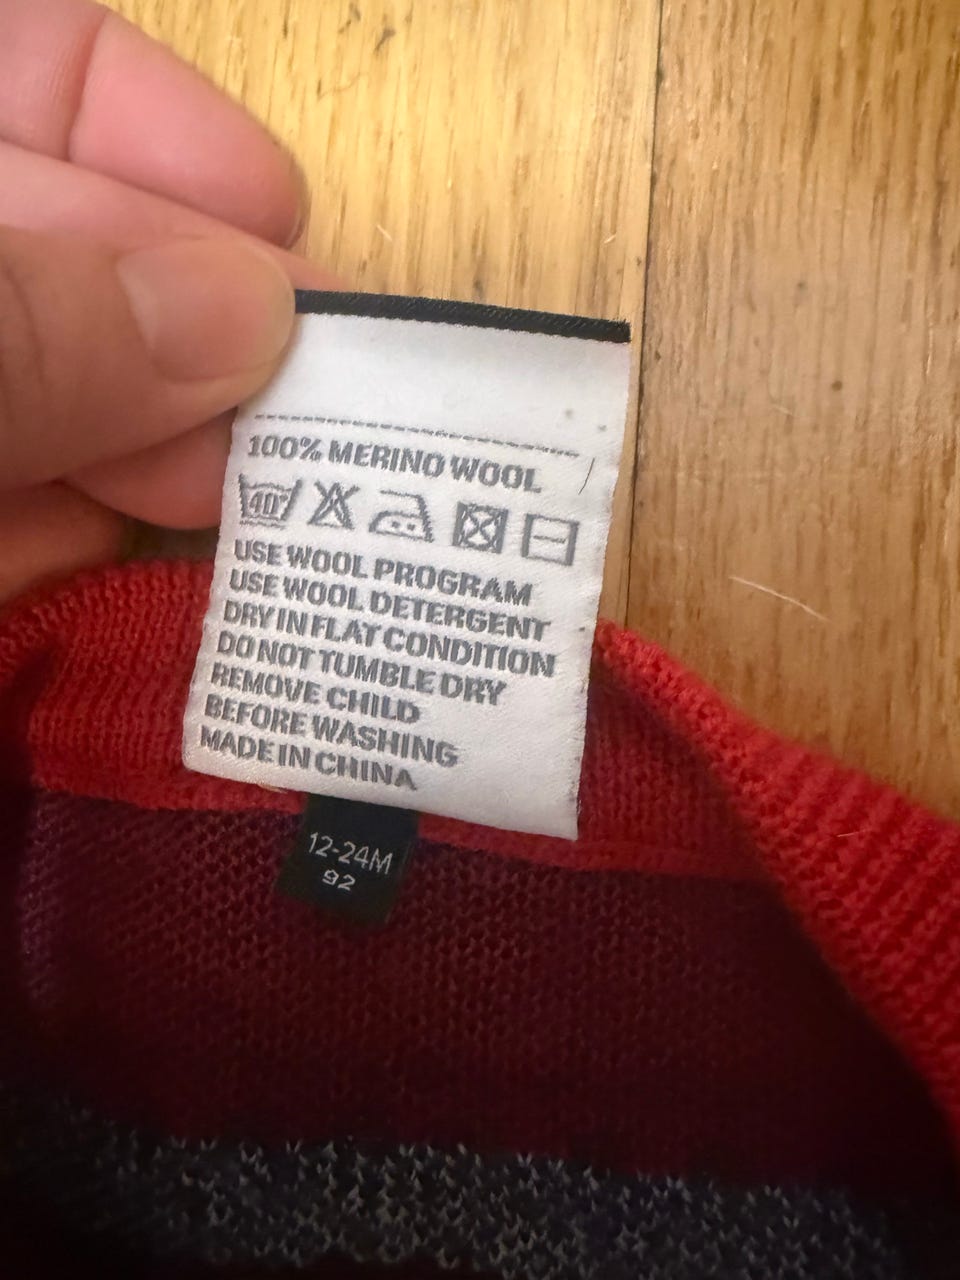 100% MERINO WOOL
40°
USE WOOL PROGRAM
USE WOOL DETERGENT
DRY IN FLAT CONDITION
DO NOT TUMBLE DRY
REMOVE CHILD
BEFORE WASHING
MADE IN CHINA
12-24M
92